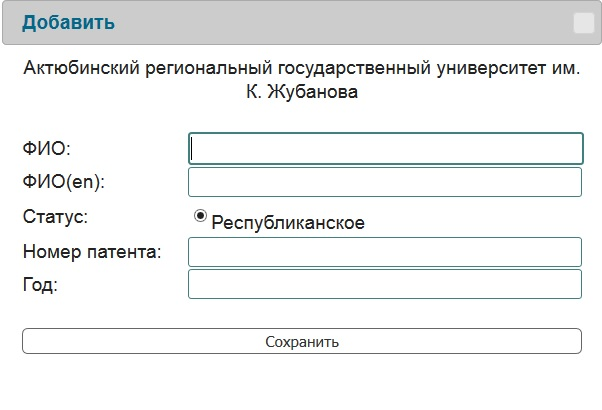 Добавить
Актюбинский региональный государственный университет им.
К. Жубанова
ФИО:
ФИО(en):
Статус: Республиканское
Номер патента:
Год:
Сохранить